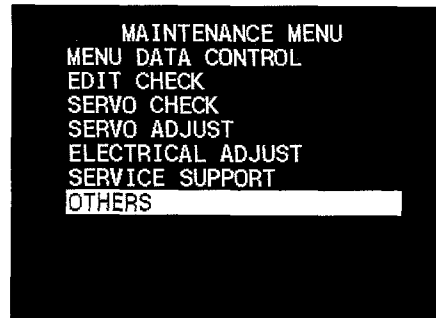 MAINTENANCE MENU
MENU DATA CONTROL
EDIT CHECK
SERVO CHECK
SERVO ADJUST
ELECTRICAL ADJUST
SERVICE SUPPORT
OTHERS